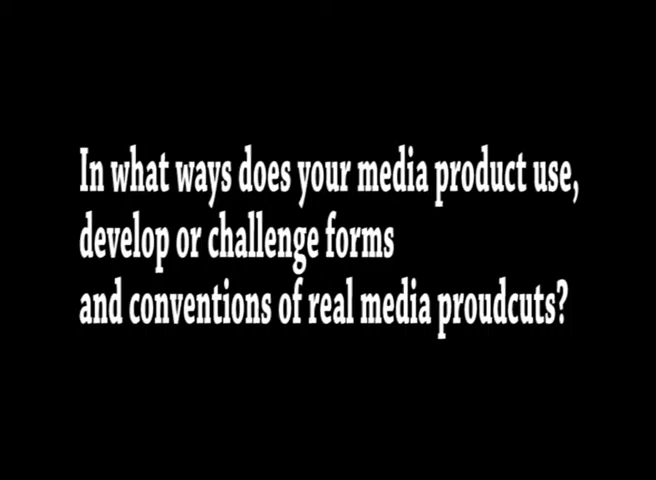 In what ways does your media product use,
develop or challenge forms
and conventions of real media proudcuts?